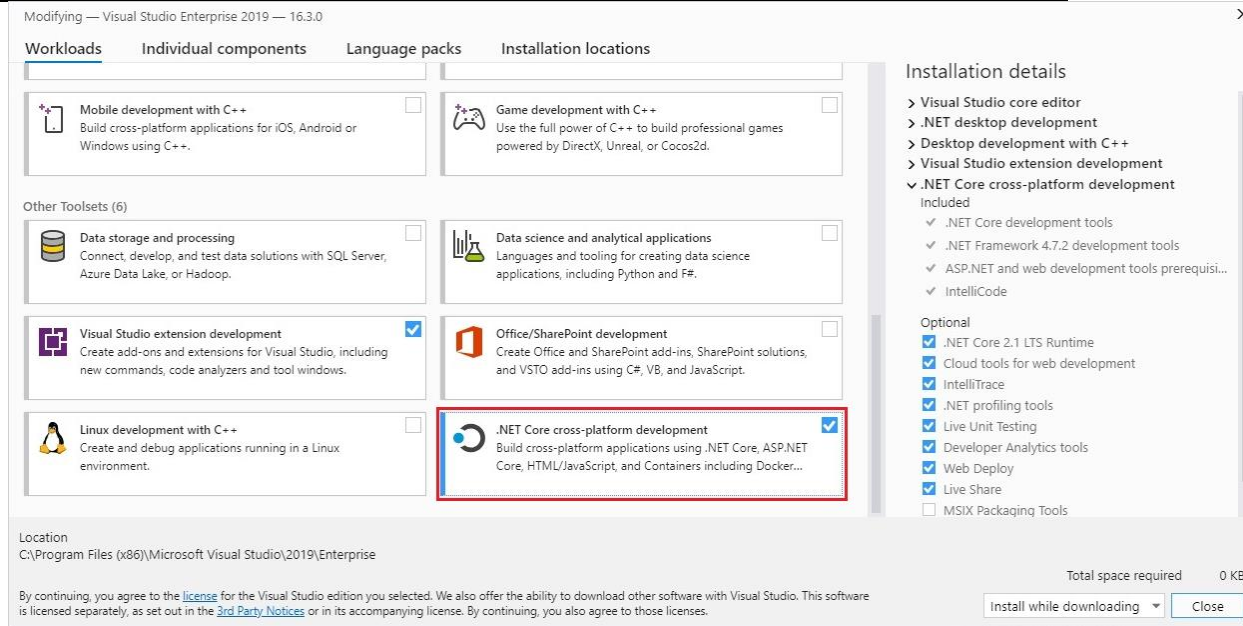 Modifying — Visual Studio Enterprise 2019 — 16.3.0
Workloads Individual components Language packs Installation locations
Mobile development with C++
Build cross-platform applications for iOS, Android or
Windows using C++.
Game development with C++
Use the full power of C++ to build professional games
powered by DirectX, Unreal, or Cocos2d.
Other Toolsets (6)
Data storage and processing
Connect, develop, and test data solutions with SQL Server,
Azure Data Lake, or Hadoop.
Data science and analytical applications
Languages and tooling for creating data science
applications, including Python and F#.
Visual Studio extension development
Create add-ons and extensions for Visual Studio, including
new commands, code analyzers and tool windows.
Office/SharePoint development
Create Office and SharePoint add-ins, SharePoint solutions,
and VSTO add-ins using C#, VB, and JavaScript.
Linux development with C++
Create and debug applications running in a Linux
environment.
.NET Core cross-platform development
Build cross-platform applications using .NET Core, ASP.NET
Core, HTML/JavaScript, and Containers including Docker...
Installation details
Visual Studio core editor
.NET desktop development
Desktop development with C++
Visual Studio extension development
.NET Core cross-platform development
Included
.NET Core development tools
.NET Framework 4.7.2 development tools
ASP.NET and web development tools prerequisi...
IntelliCode
Optional
.NET Core 2.1 LTS Runtime
Cloud tools for web development
IntelliTrace
.NET profiling tools
Live Unit Testing
Developer Analytics tools
Web Deploy
Live Share
MSIX Packaging Tools
Location
C:\Program Files (x86)\Microsoft Visual Studio\2019\Enterprise
Total space required 0 KB
By continuing, you agree to the license for the Visual Studio edition you selected. We also offer the ability to download other software with Visual Studio. This software
is licensed separately, as set out in the 3rd Party Notices or in its accompanying license. By continuing, you also agree to those licenses.
Install while downloading
Close